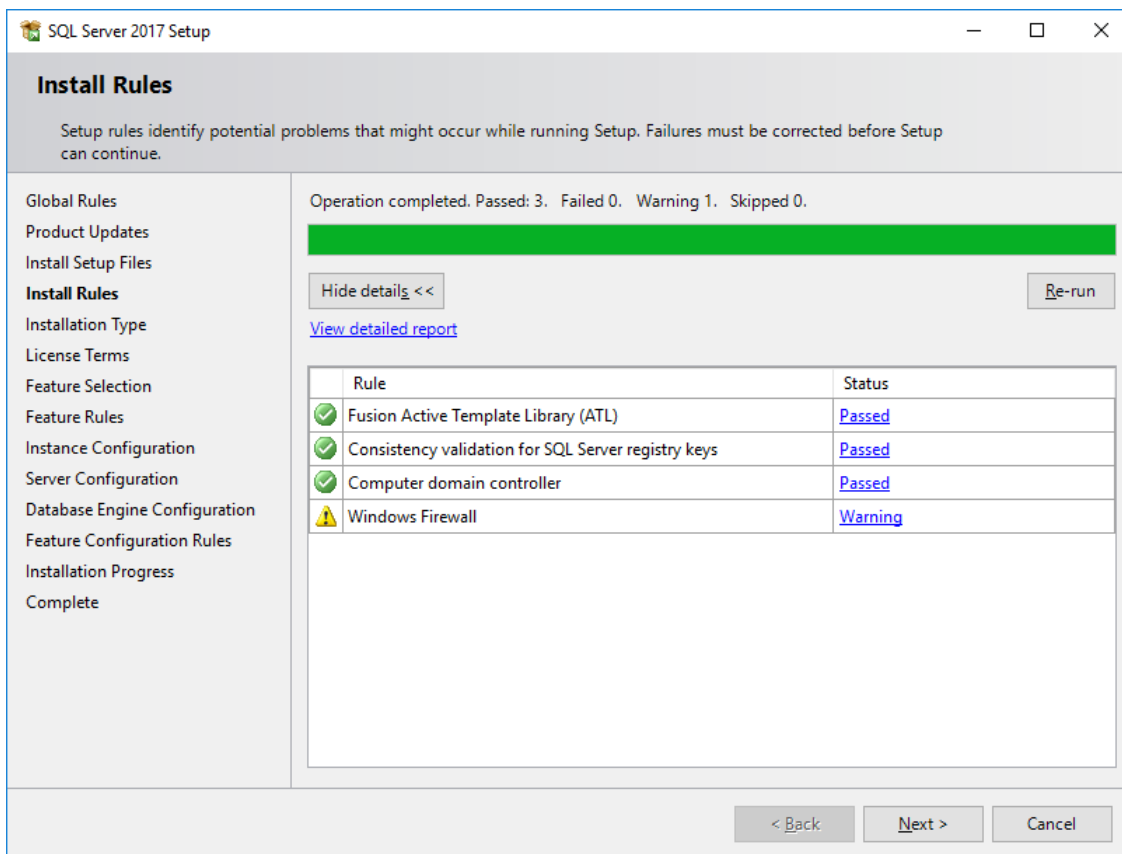 SQL Server 2017 Setup
Install Rules
Setup rules identify potential problems that might occur while running Setup. Failures must be corrected before Setup
can continue.
Global Rules
Product Updates
Install Setup Files
Install Rules
Installation Type
License Terms
Feature Selection
Feature Rules
Instance Configuration
Server Configuration
Database Engine Configuration
Feature Configuration Rules
Installation Progress
Complete
Operation completed. Passed: 3.   Failed 0.   Warning 1.   Skipped 0.
Hide details <<
Re-run
View detailed report
Rule Status
Fusion Active Template Library (ATL) Passed
Consistency validation for SQL Server registry keys Passed
Computer domain controller Passed
Windows Firewall Warning
< Back
Next >
Cancel